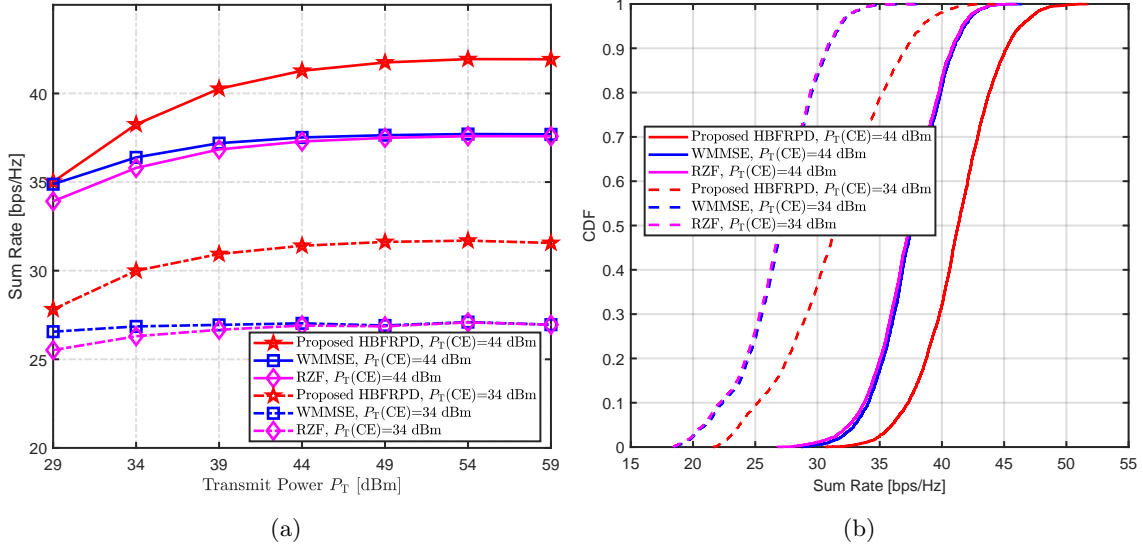 Sum Rate [bps/Hz]
40
35
30
25
20
29 34 39 44 49 54 59
Transmit Power P_T [dBm]
Proposed HBFRPD, P_T(CE)=44 dBm
WMMSE, P_T(CE)=44 dBm
RZF, P_T(CE)=44 dBm
Proposed HBFRPD, P_T(CE)=34 dBm
WMMSE, P_T(CE)=34 dBm
RZF, P_T(CE)=34 dBm
(a)
CDF
1
0.9
0.8
0.7
0.6
0.5
0.4
0.3
0.2
0.1
0
15 20 25 30 35 40 45 50 55
Sum Rate [bps/Hz]
Proposed HBFRPD, P_T(CE)=44 dBm
WMMSE, P_T(CE)=44 dBm
RZF, P_T(CE)=44 dBm
Proposed HBFRPD, P_T(CE)=34 dBm
WMMSE, P_T(CE)=34 dBm
RZF, P_T(CE)=34 dBm
(b)